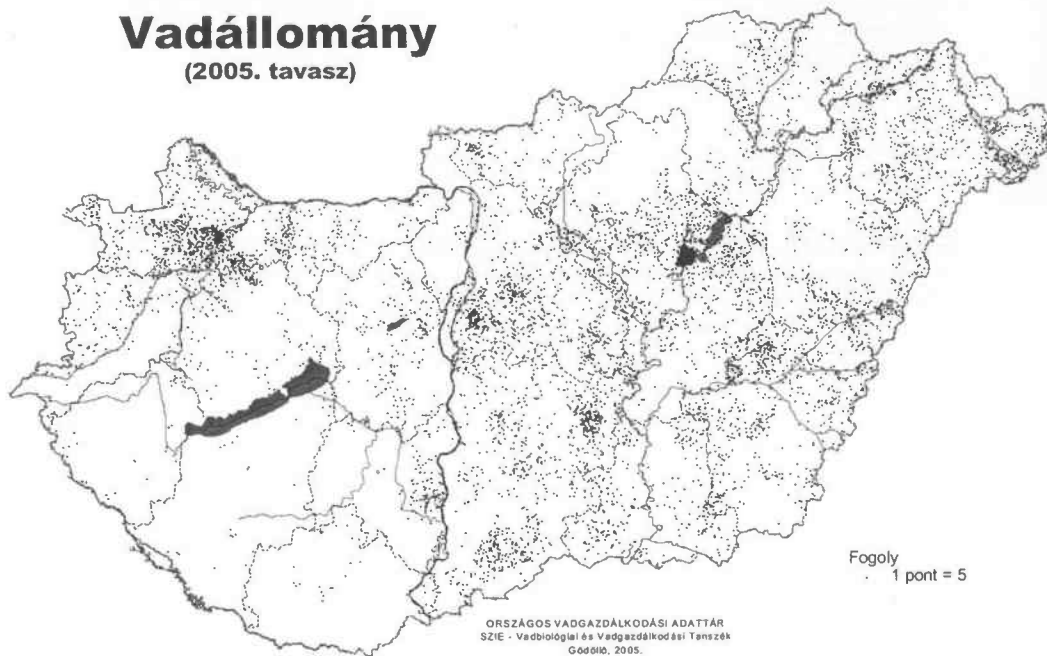 Vadállomány
(2005. tavasz)
Fogoly
1 pont = 5
ORSZÁGOS VADGAZDÁLKODÁSI ADATTÁR
SZIE - Vadbiológiai és Vadgazdálkodási Tanszék
Gödöllő, 2005.